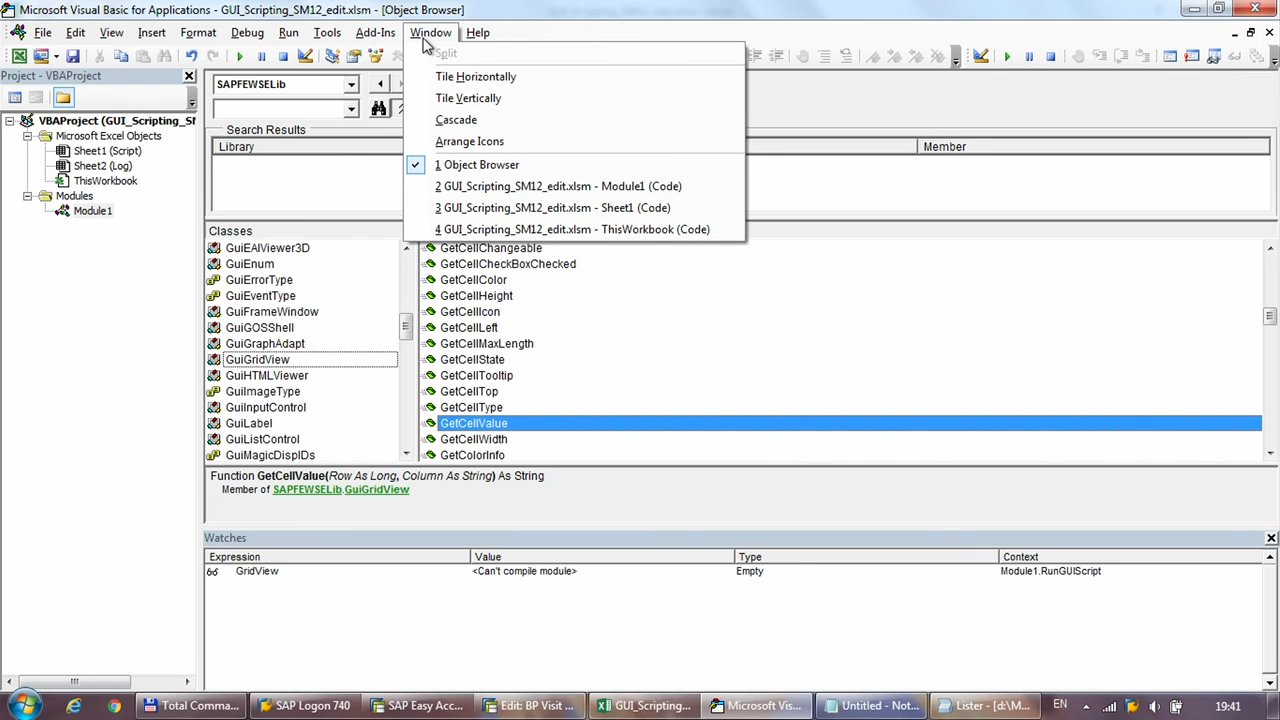 Microsoft Visual Basic for Applications - GUI_Scripting_SM12_edit.xlsm - [Object Browser]
File Edit View Insert Format Debug Run Tools Add-Ins Window Help
Split
Tile Horizontally
Tile Vertically
Cascade
Arrange Icons
1 Object Browser
2 GUI_Scripting_SM12_edit.xlsm - Module1 (Code)
3 GUI_Scripting_SM12_edit.xlsm - Sheet1 (Code)
4 GUI_Scripting_SM12_edit.xlsm - ThisWorkbook (Code)
Project - VBAProject
VBAProject (GUI_Scripting_SM
Microsoft Excel Objects
Sheet1 (Script)
Sheet2 (Log)
ThisWorkbook
Modules
Module1
SAPFEWSELib
Search Results
Library Member
Classes
GuiEAIViewer3D
GuiEnum
GuiErrorType
GuiEventType
GuiFrameWindow
GuiGOSShell
GuiGraphAdapt
GuiGridView
GuiHTMLViewer
GuiImageType
GuiInputControl
GuiLabel
GuiListControl
GuiMagicDispIDs
GetCellChangeable
GetCellCheckBoxChecked
GetCellColor
GetCellHeight
GetCellIcon
GetCellLeft
GetCellMaxLength
GetCellState
GetCellTooltip
GetCellTop
GetCellType
GetCellValue
GetCellWidth
GetColorInfo
Function GetCellValue(Row As Long, Column As String) As String
Member of SAPFEWSELib.GuiGridView
Watches
Expression Value Type Context
GridView <Can't compile module> Empty Module1.RunGUIScript
Total Comma... SAP Logon 740 SAP Easy Acc... Edit: BP Visit ... GUI_Scripting... Microsoft Vis... Untitled - Not... Lister - [d:\M... EN 19:41